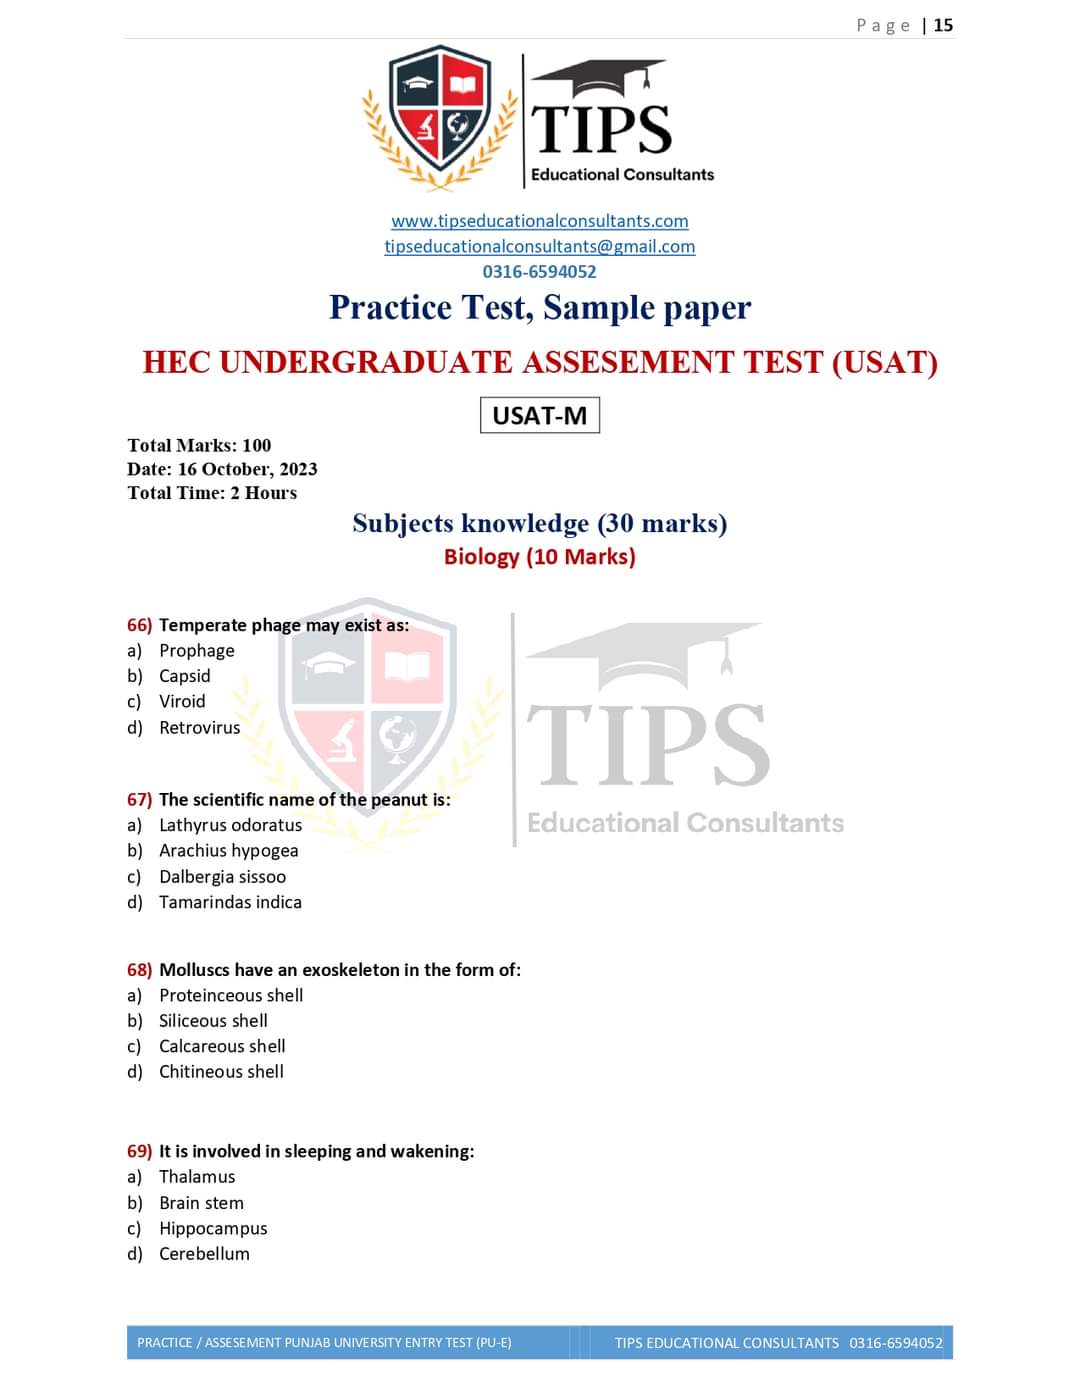 Page | 15
TIPS
Educational Consultants
www.tipseducationalconsultants.com
tipseducationalconsultants@gmail.com
0316-6594052
Practice Test, Sample paper
HEC UNDERGRADUATE ASSESEMENT TEST (USAT)
USAT-M
Total Marks: 100
Date: 16 October, 2023
Total Time: 2 Hours
Subjects knowledge (30 marks)
Biology (10 Marks)
66) Temperate phage may exist as:
a) Prophage
b) Capsid
c) Viroid
d) Retrovirus
TIPS
Educational Consultants
67) The scientific name of the peanut is:
a) Lathyrus odoratus
b) Arachius hypogea
c) Dalbergia sissoo
d) Tamarindas indica
68) Molluscs have an exoskeleton in the form of:
a) Proteinceous shell
b) Siliceous shell
c) Calcareous shell
d) Chitineous shell
69) It is involved in sleeping and wakening:
a) Thalamus
b) Brain stem
c) Hippocampus
d) Cerebellum
PRACTICE / ASSESEMENT PUNJAB UNIVERSITY ENTRY TEST (PU-E) TIPS EDUCATIONAL CONSULTANTS 0316-6594052